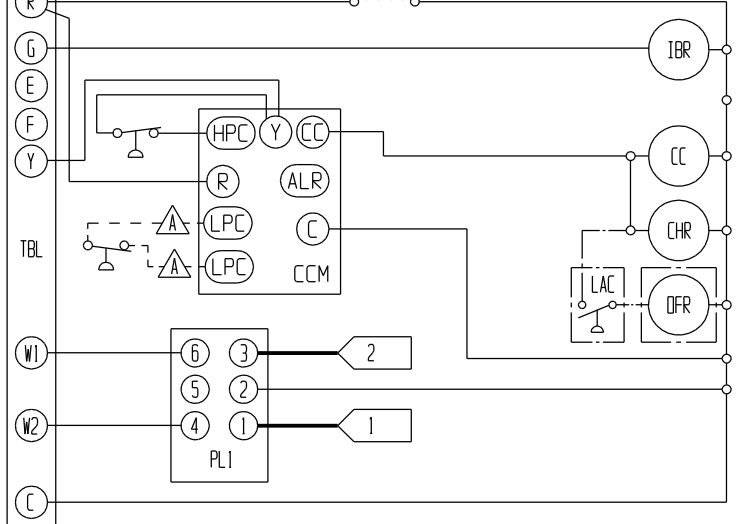 R
G
IBR
E
F
HPC Y CC
Y
CC
R ALR
A LPC
C
CHR
TBL
A LPC
CCM
LAC
OFR
W1
6 3
2
5 2
W2
4 1
1
PL1
C